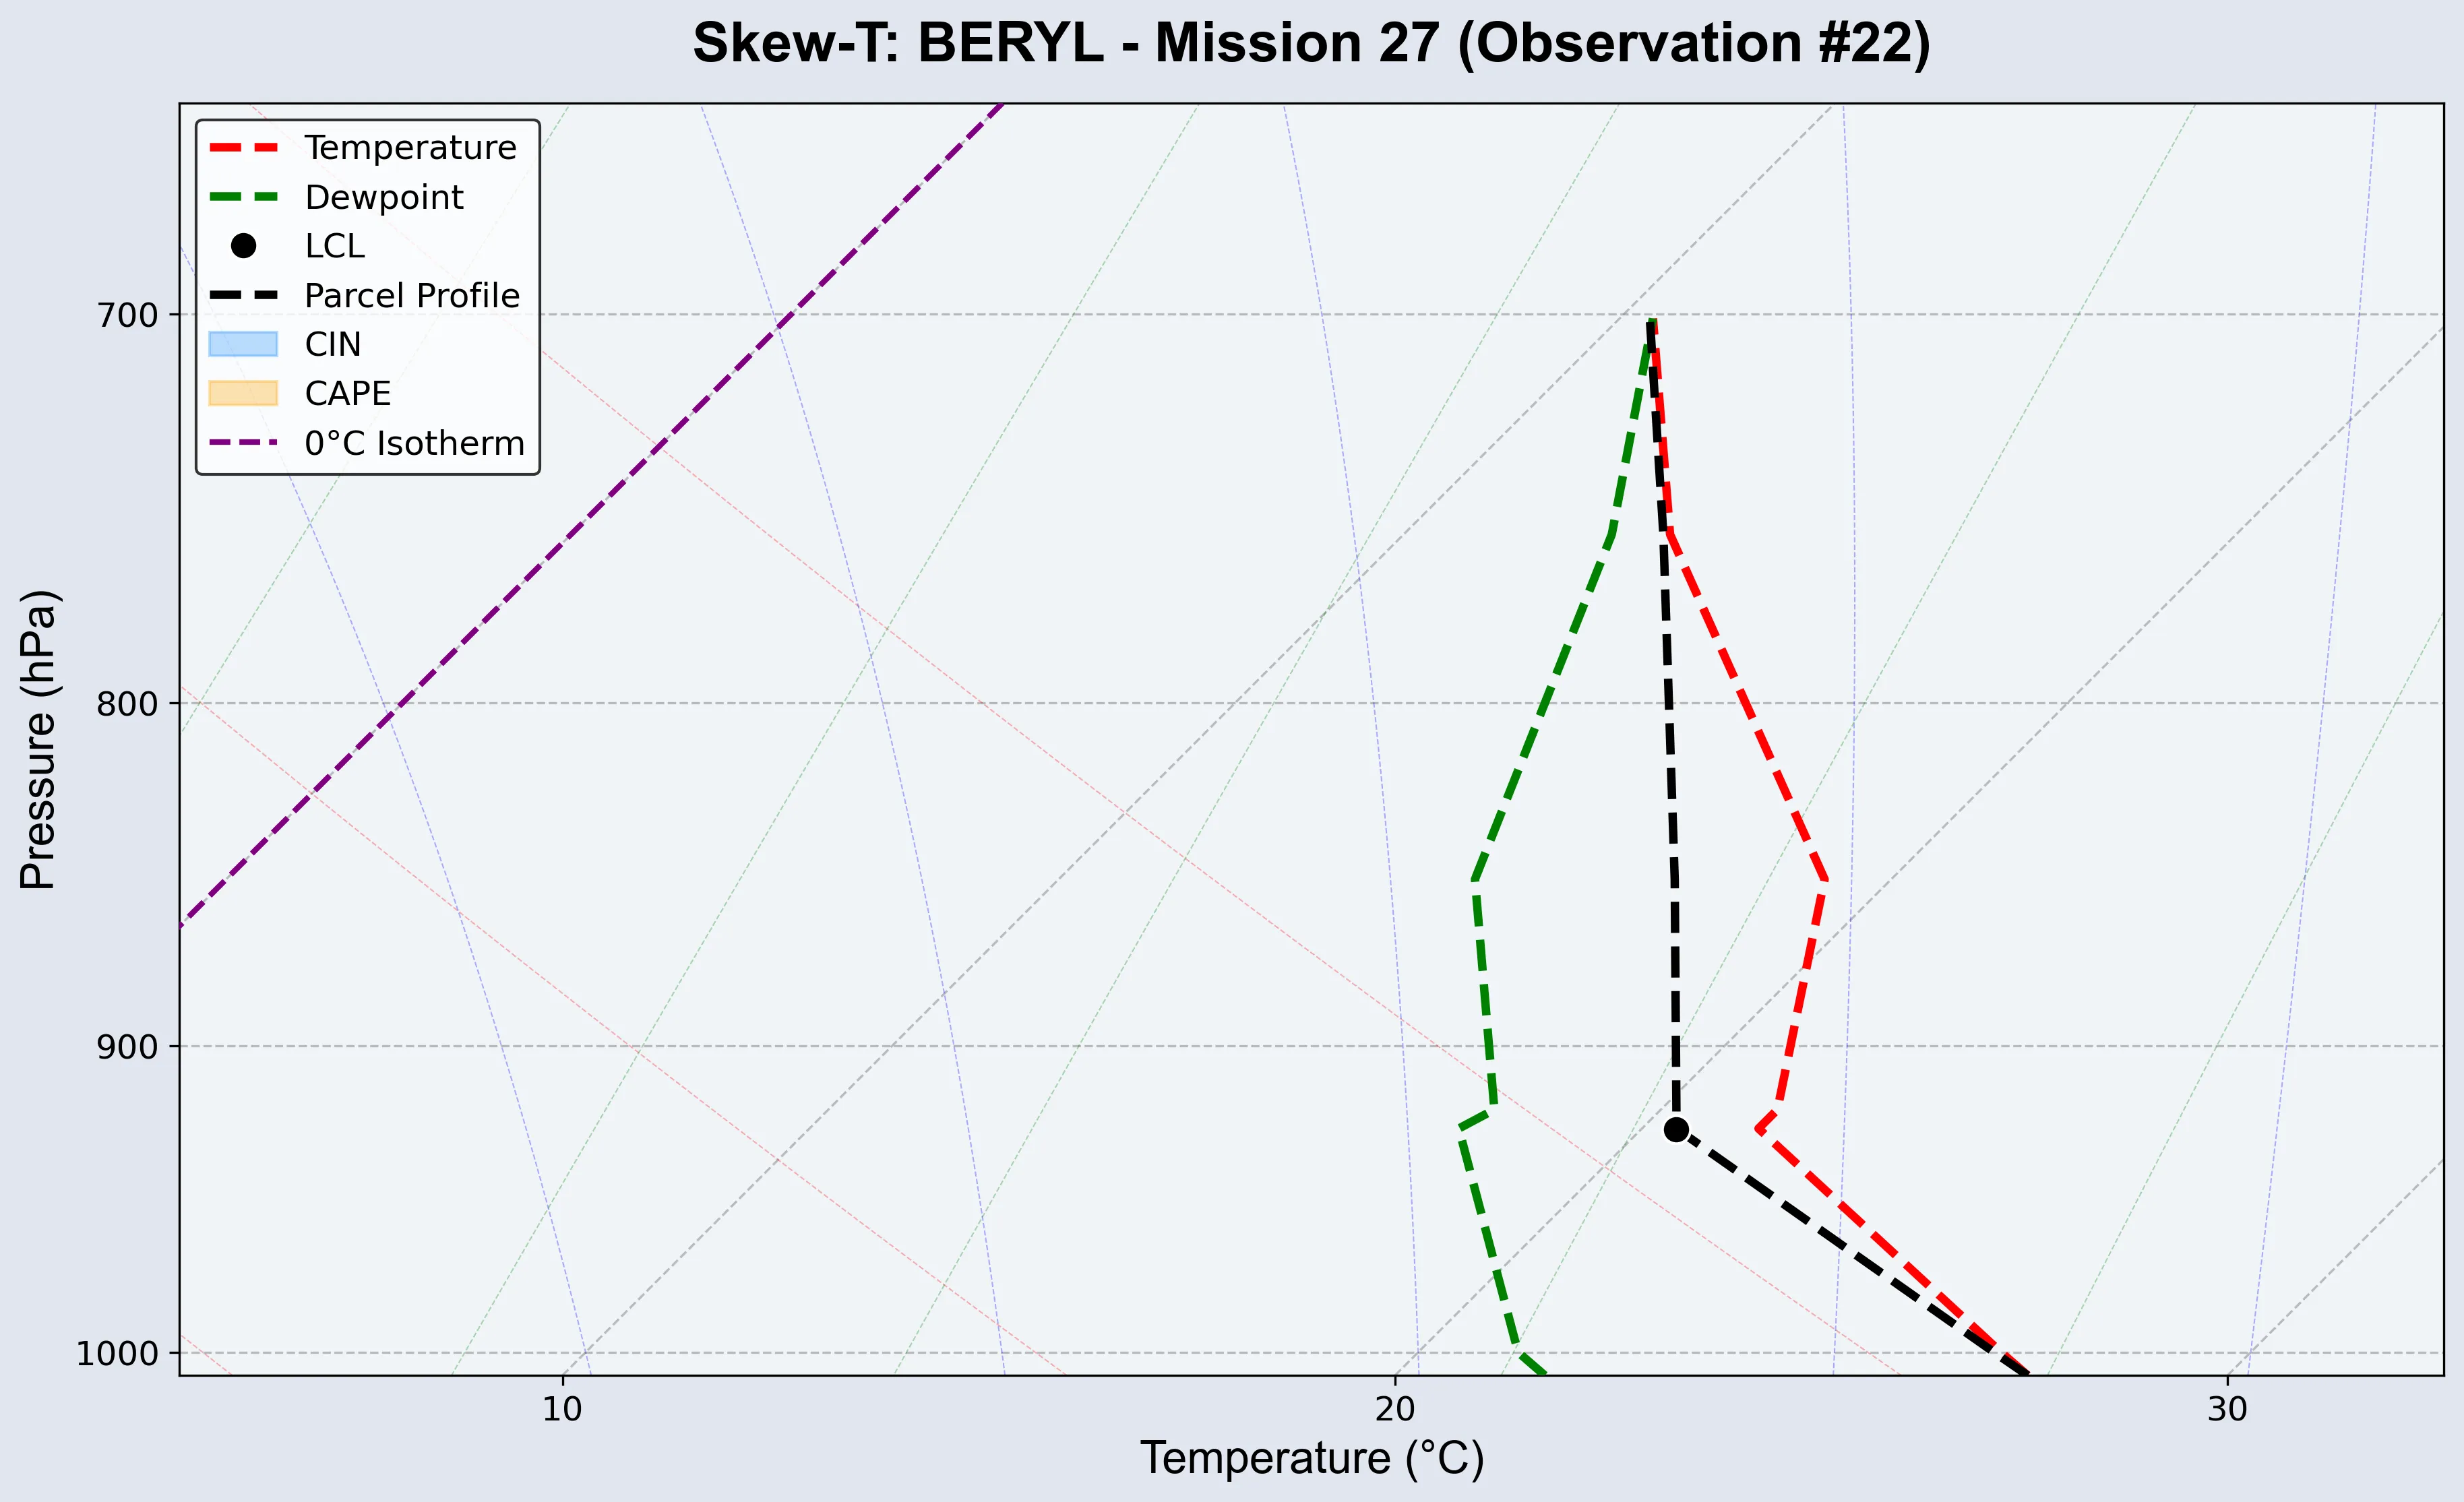 Skew-T: BERYL - Mission 27 (Observation #22)
Temperature
Dewpoint
LCL
Parcel Profile
CIN
CAPE
0°C Isotherm
Pressure (hPa)
700
800
900
1000
10
20
30
Temperature (°C)